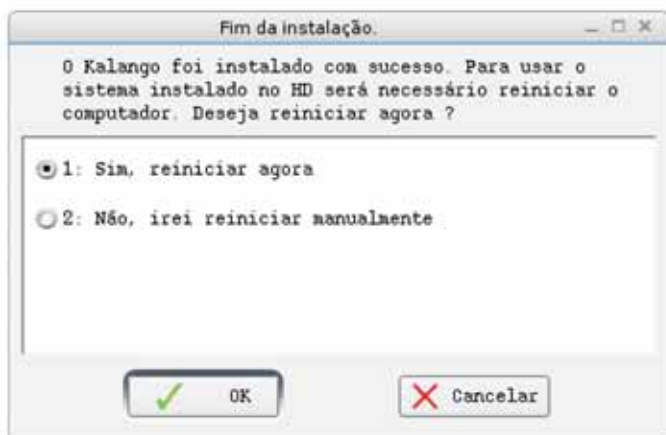 Fim da instalação.
O Kalango foi instalado com sucesso. Para usar o
sistema instalado no HD será necessário reiniciar o
computador. Deseja reiniciar agora ?
1: Sim, reiniciar agora
2: Não, irei reiniciar manualmente
OK
Cancelar